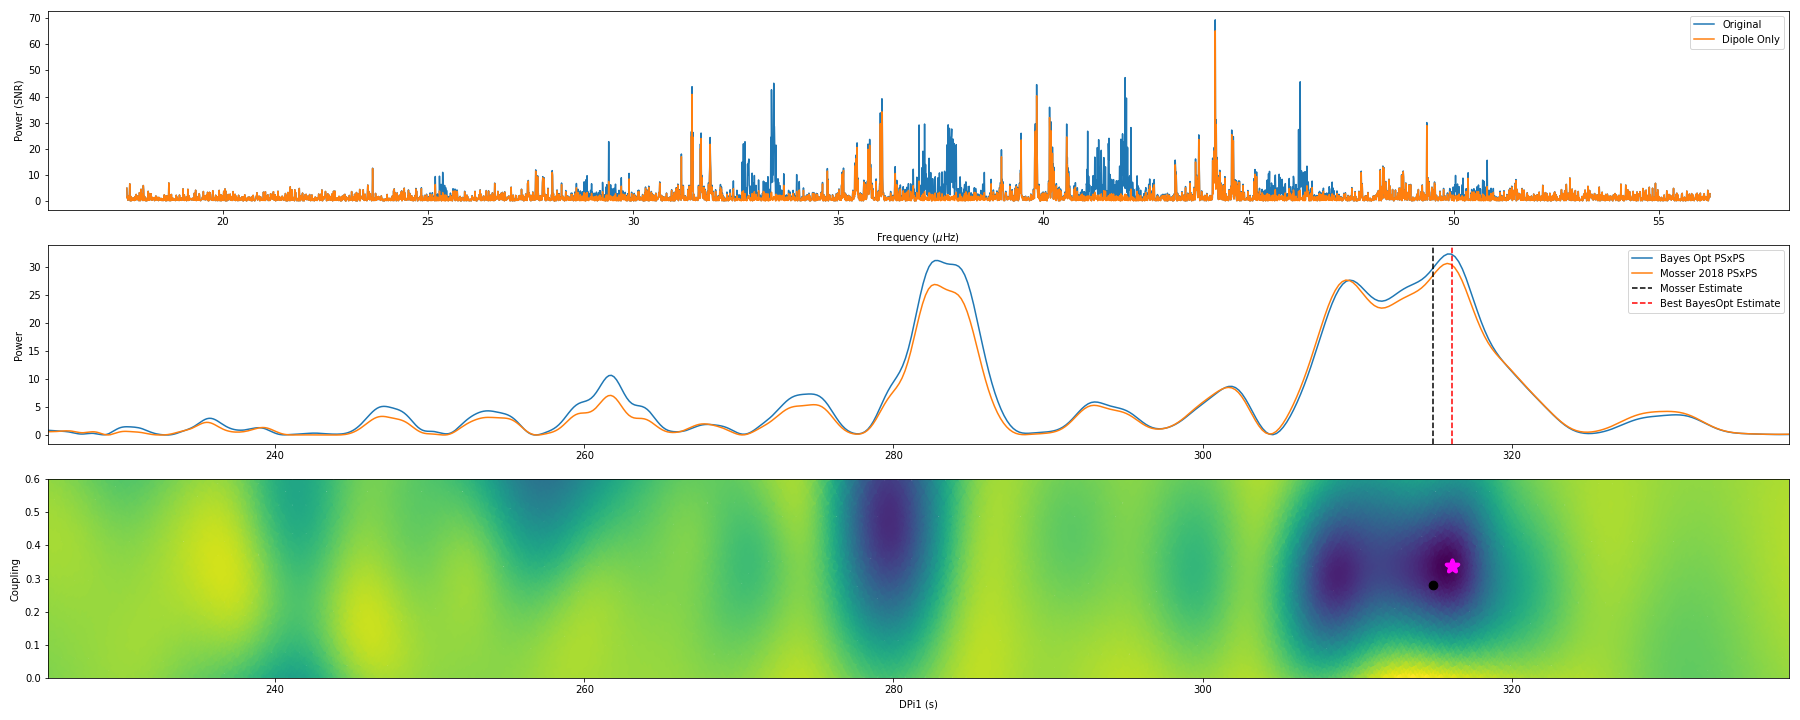 70
60
50
40
30
20
10
0
Power (SNR)
Original
Dipole Only
20 25 30 35 40 45 50 55
Frequency (μHz)
30
25
20
15
10
5
0
Power
Bayes Opt PSxPS
Mosser 2018 PSxPS
Mosser Estimate
Best BayesOpt Estimate
240 260 280 300 320
0.6
0.5
0.4
0.3
0.2
0.1
0.0
Coupling
240 260 280 300 320
DPi1 (s)